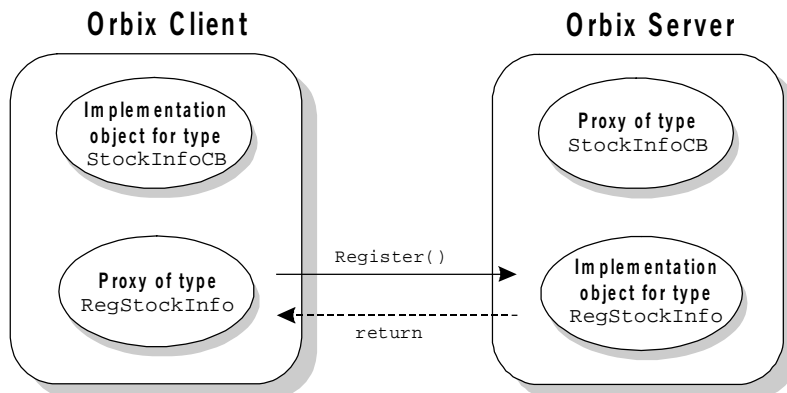 Orbix Client
Orbix Server
Implementation
object for type
StockInfoCB
Proxy of type
StockInfoCB
Register()
Proxy of type
RegStockInfo
Implementation
object for type
RegStockInfo
return